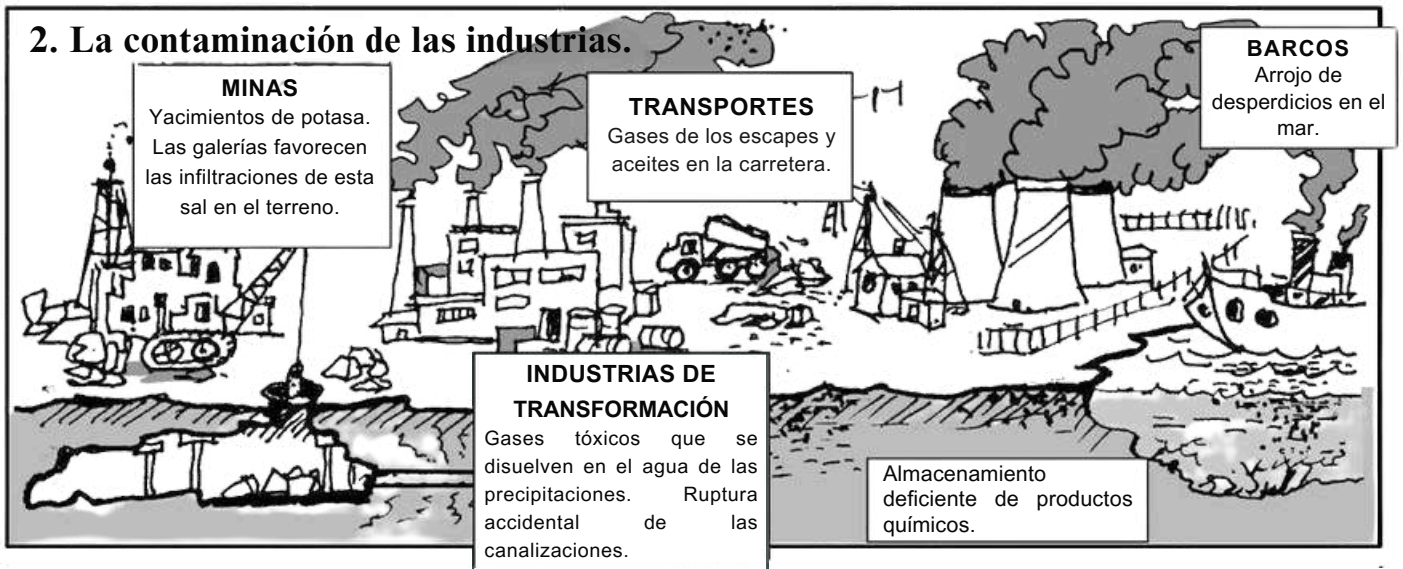 2. La contaminación de las industrias.
MINAS
Yacimientos de potasa.
Las galerías favorecen
las infiltraciones de esta
sal en el terreno.
TRANSPORTES
Gases de los escapes y
aceites en la carretera.
BARCOS
Arrojo de
desperdicios en el
mar.
INDUSTRIAS DE
TRANSFORMACIÓN
Gases tóxicos que se
disuelven en el agua de las
precipitaciones. Ruptura
accidental de las
canalizaciones.
Almacenamiento
deficiente de productos
químicos.